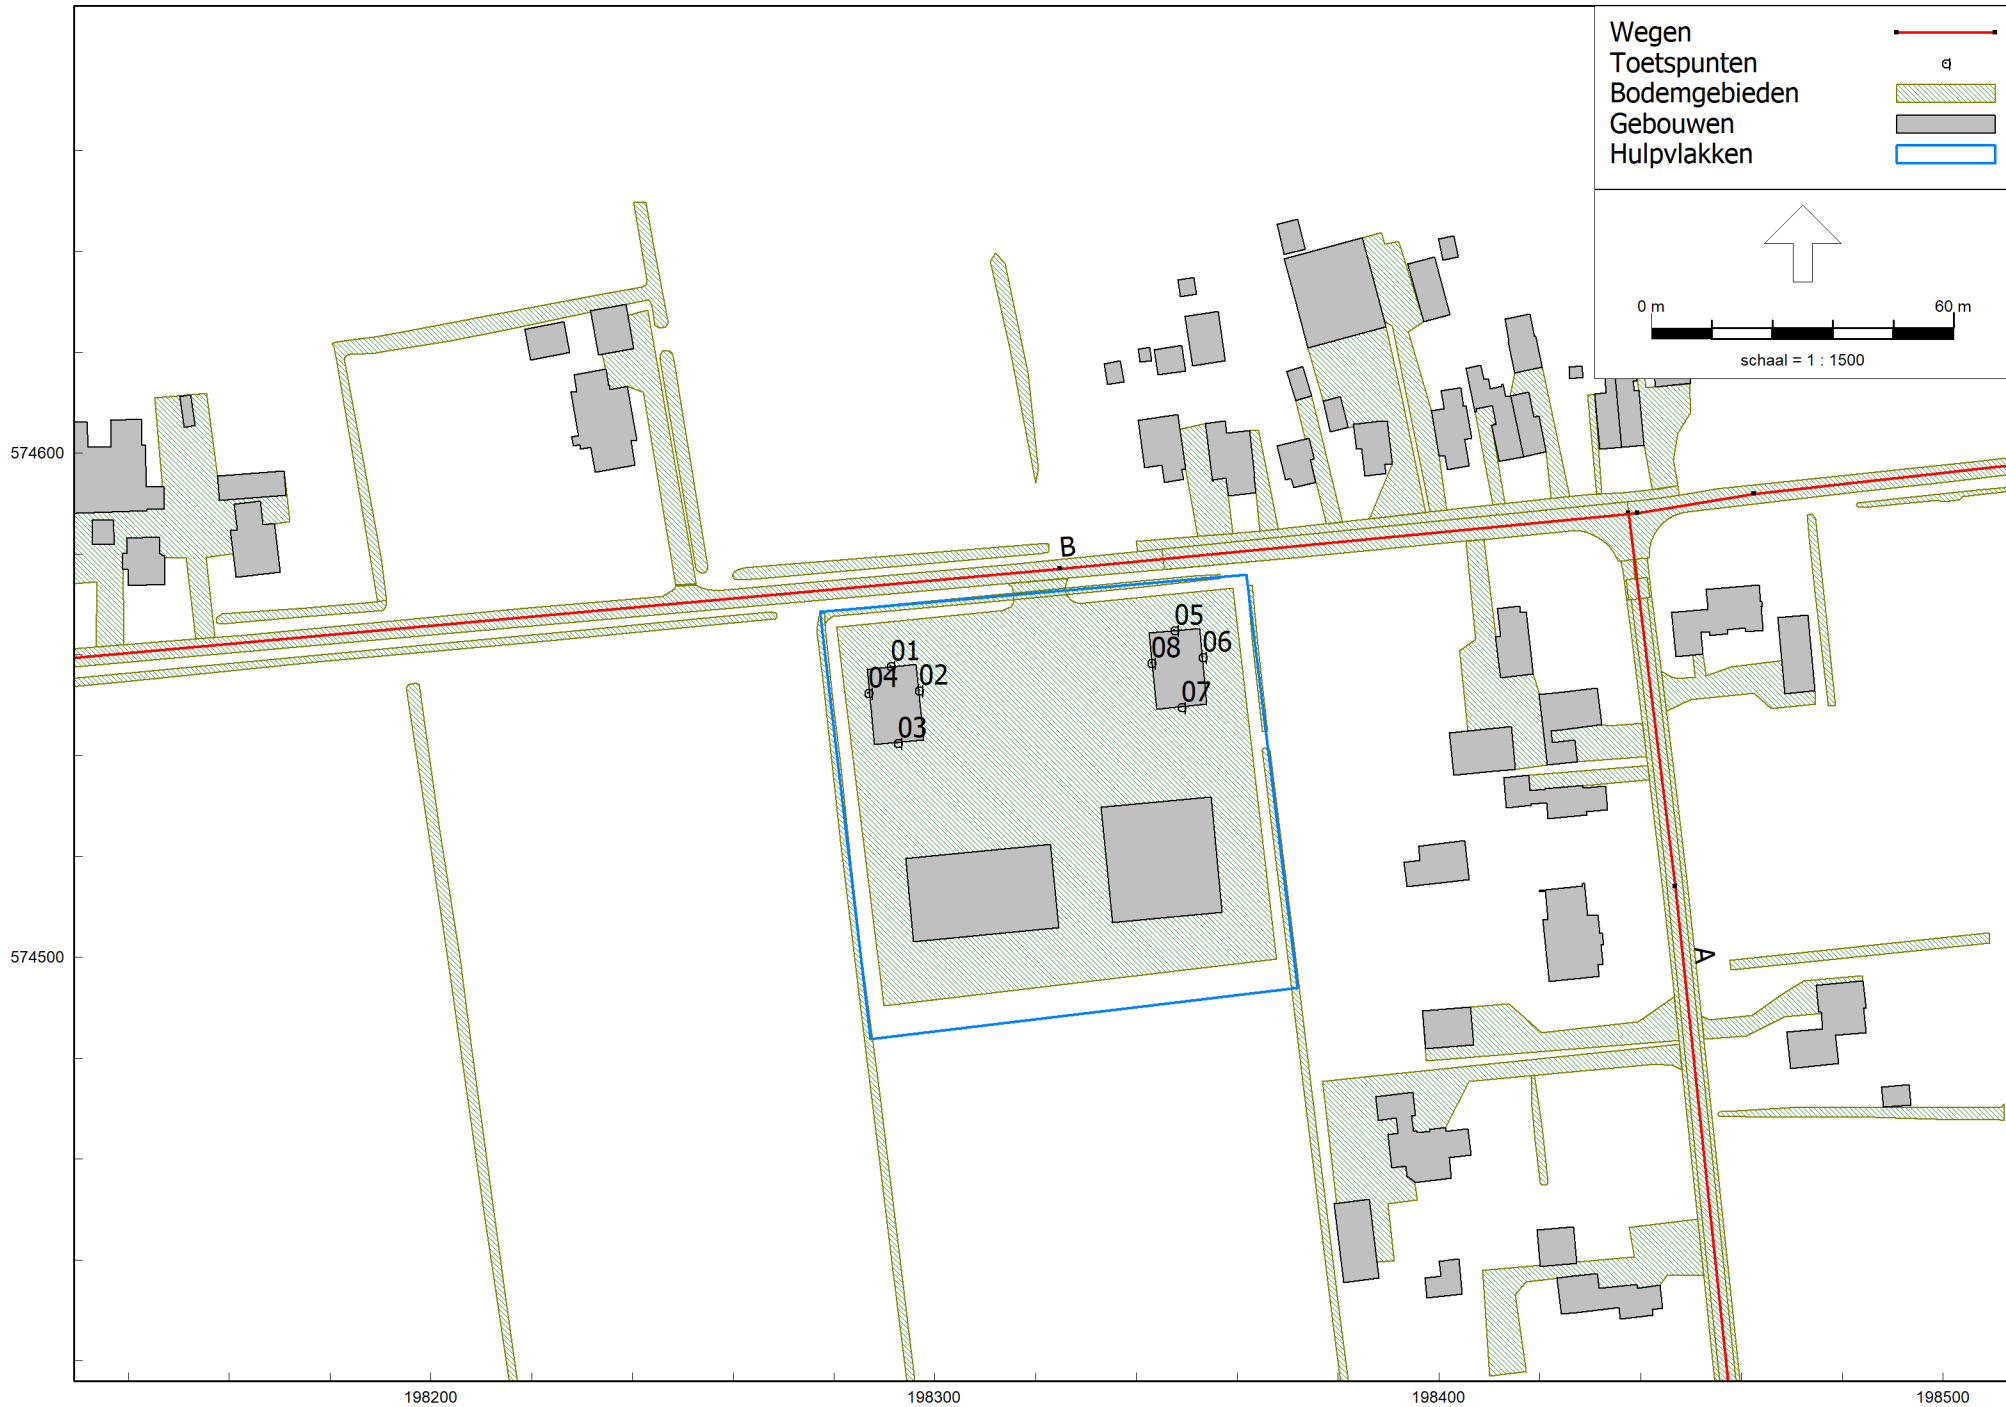 Wegen
Toetspunten
Bodemgebieden
Gebouwen
Hulpvlakken
0 m 60 m
schaal = 1 : 1500
574600
B
05
08 06
01
04 02
07
03
574500
A
198200 198300 198400 198500